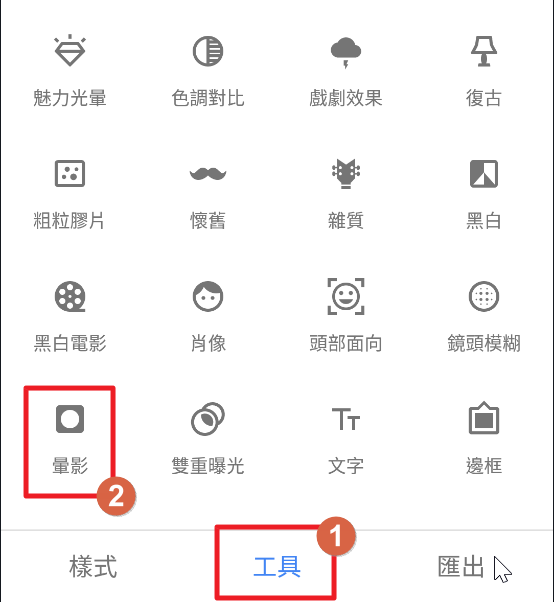 魅力光暈 色調對比 戲劇效果 復古
粗粒膠片 懷舊 雜質 黑白
黑白電影 肖像 頭部面向 鏡頭模糊
暈影 雙重曝光 文字 邊框
2
1
樣式 工具 匯出